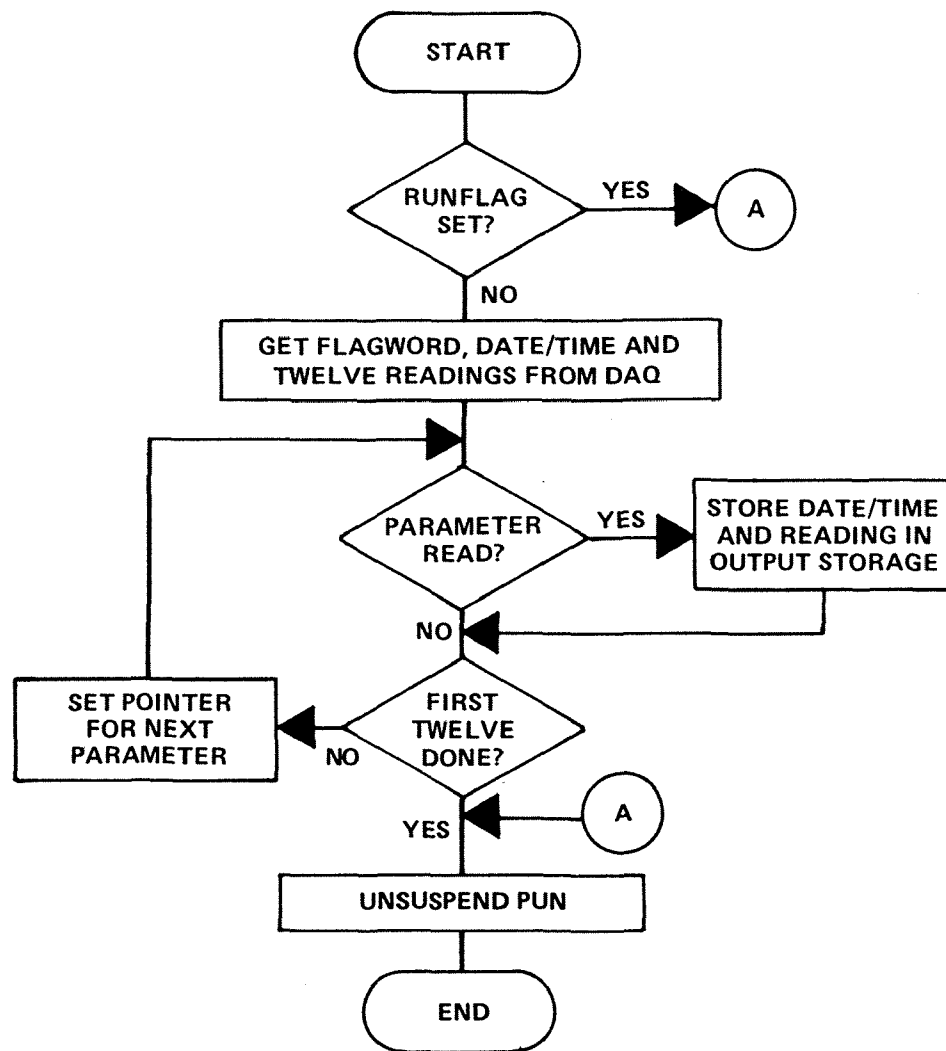 START
RUNFLAG
SET?
YES
A
NO
GET FLAGWORD, DATE/TIME AND
TWELVE READINGS FROM DAQ
PARAMETER
READ?
YES
STORE DATE/TIME
AND READING IN
OUTPUT STORAGE
NO
FIRST
TWELVE
DONE?
NO
SET POINTER
FOR NEXT
PARAMETER
YES
A
UNSUSPEND PUN
END